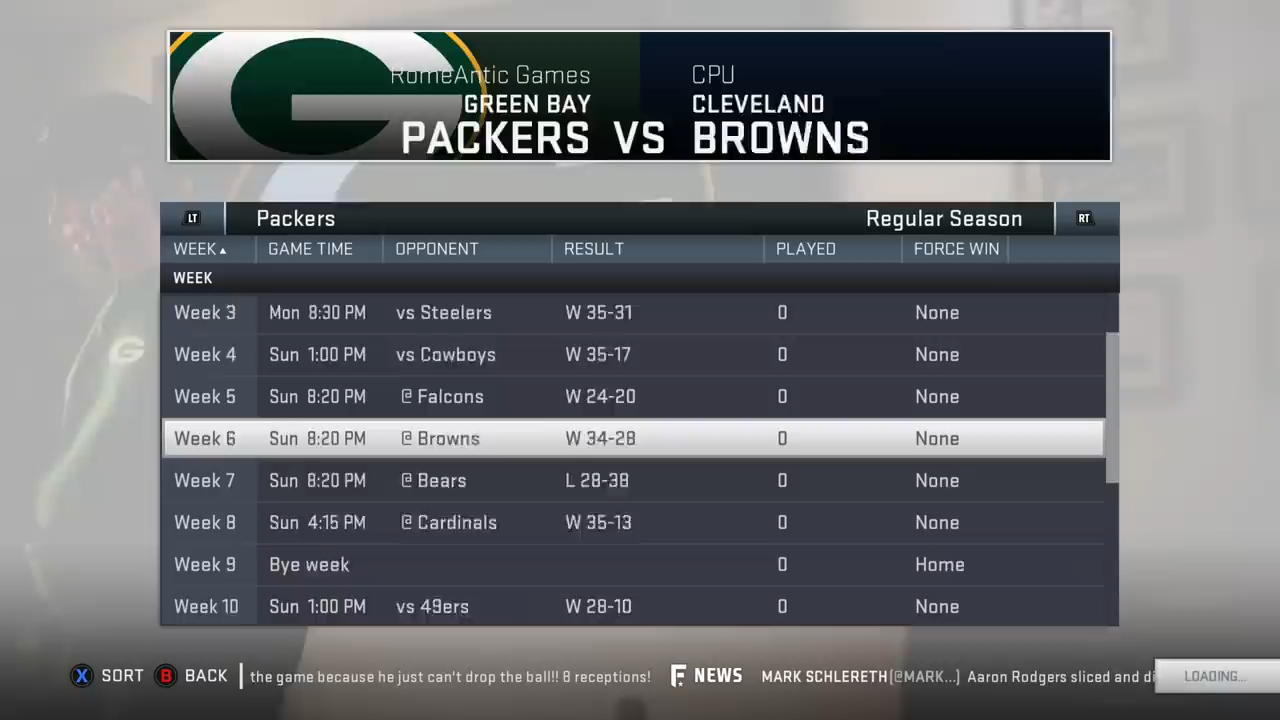 RomeAntic Games CPU
GREEN BAY CLEVELAND
PACKERS VS BROWNS
LT Packers Regular Season RT
WEEK GAME TIME OPPONENT RESULT PLAYED FORCE WIN
WEEK
Week 3 Mon 8:30 PM vs Steelers W 35-31 0 None
Week 4 Sun 1:00 PM vs Cowboys W 35-17 0 None
Week 5 Sun 8:20 PM @ Falcons W 24-20 0 None
Week 6 Sun 8:20 PM @ Browns W 34-28 0 None
Week 7 Sun 8:20 PM @ Bears L 28-38 0 None
Week 8 Sun 4:15 PM @ Cardinals W 35-13 0 None
Week 9 Bye week 0 Home
Week 10 Sun 1:00 PM vs 49ers W 28-10 0 None
X SORT B BACK the game because he just can't drop the ball!! 8 receptions! F. NEWS MARK SCHLERETH(@MARK...) Aaron Rodgers sliced and di LOADING...